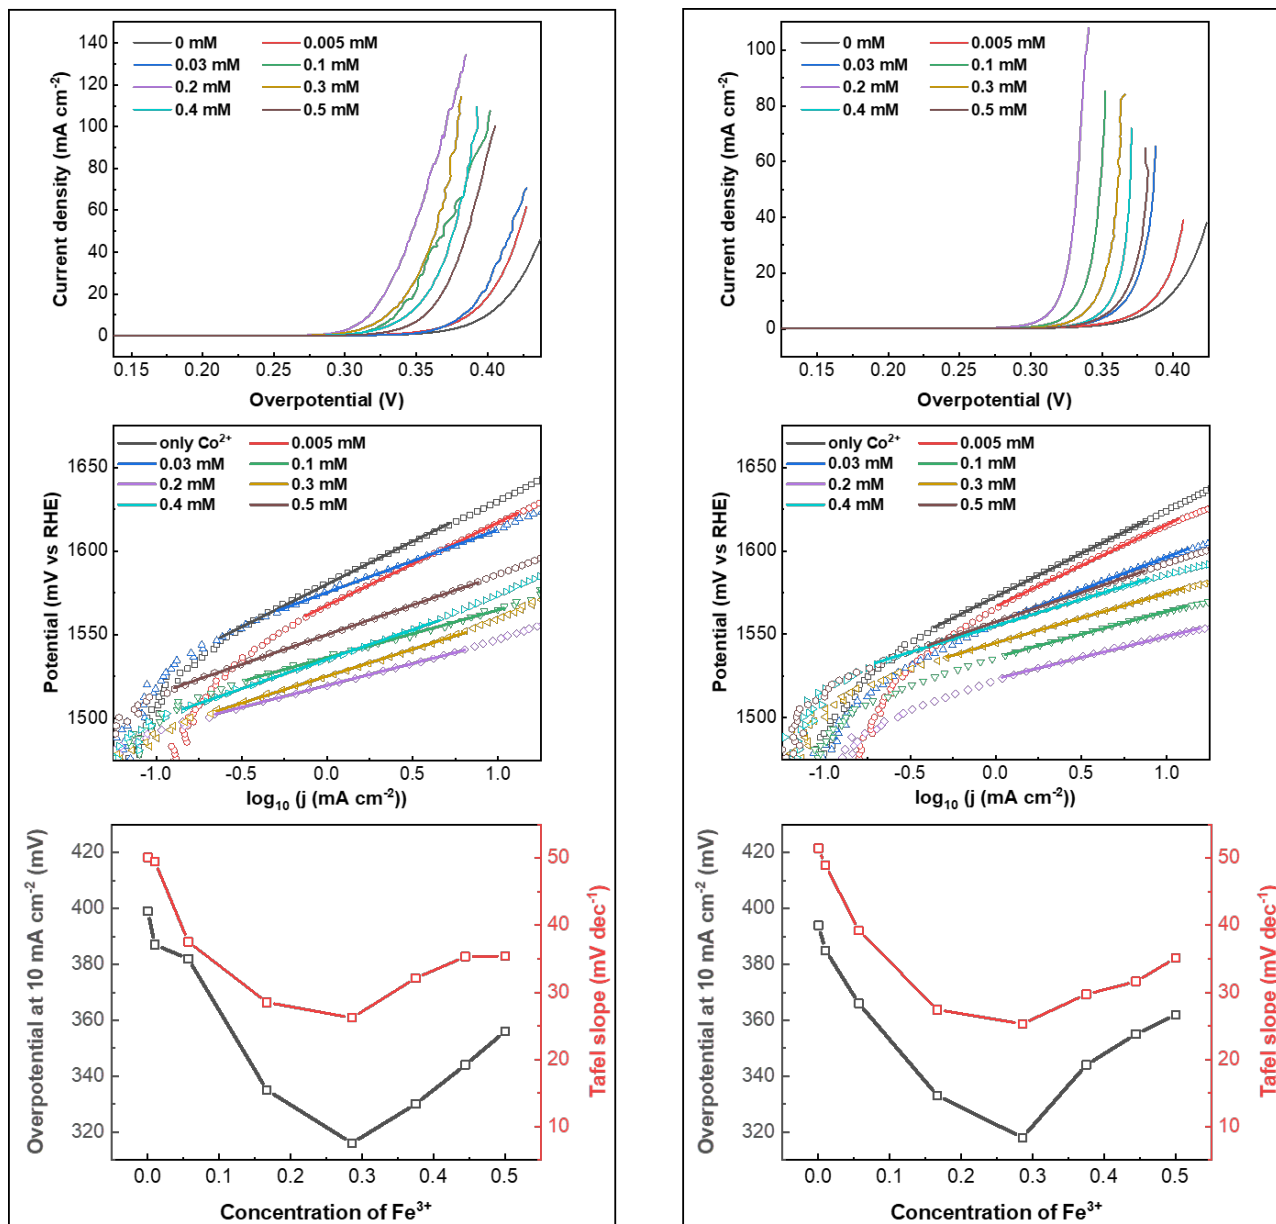 140
120
100
80
60
40
20
0
Current density (mA cm-2)
0 mM
0.005 mM
0.03 mM
0.1 mM
0.2 mM
0.3 mM
0.4 mM
0.5 mM
0.15 0.20 0.25 0.30 0.35 0.40
Overpotential (V)
1650
1600
1550
1500
Potential (mV vs RHE)
only Co2+
0.005 mM
0.03 mM
0.1 mM
0.2 mM
0.3 mM
0.4 mM
0.5 mM
-1.0 -0.5 0.0 0.5 1.0
log10 (j (mA cm-2))
420
400
380
360
340
320
Overpotential at 10 mA cm-2 (mV)
50
40
30
20
10
Tafel slope (mV dec-1)
0.0 0.1 0.2 0.3 0.4 0.5
Concentration of Fe3+
100
80
60
40
20
0
Current density (mA cm-2)
0 mM
0.005 mM
0.03 mM
0.1 mM
0.2 mM
0.3 mM
0.4 mM
0.5 mM
0.15 0.20 0.25 0.30 0.35 0.40
Overpotential (V)
1650
1600
1550
1500
Potential (mV vs RHE)
only Co2+
0.005 mM
0.03 mM
0.1 mM
0.2 mM
0.3 mM
0.4 mM
0.5 mM
-1.0 -0.5 0.0 0.5 1.0
log10 (j (mA cm-2))
420
400
380
360
340
320
Overpotential at 10 mA cm-2 (mV)
50
40
30
20
10
Tafel slope (mV dec-1)
0.0 0.1 0.2 0.3 0.4 0.5
Concentration of Fe3+